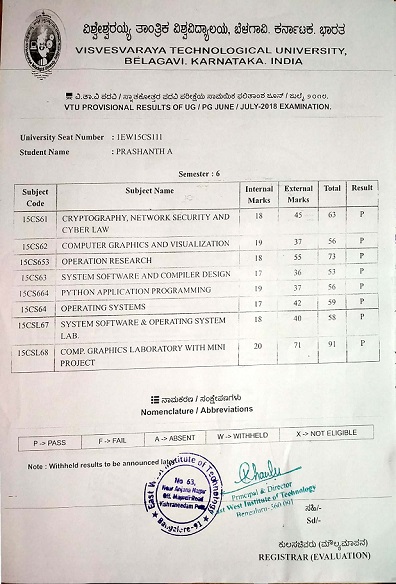 ವಿಶ್ವೇಶ್ವರಯ್ಯ ತಾಂತ್ರಿಕ ವಿಶ್ವವಿದ್ಯಾಲಯ, ಬೆಳಗಾವಿ. ಕರ್ನಾಟಕ. ಭಾರತ
VISVESVARAYA TECHNOLOGICAL UNIVERSITY,
BELAGAVI, KARNATAKA, INDIA
ವಿ.ತಾ.ವಿ ಪದವಿ / ಸ್ನಾತಕೋತ್ತರ ಪದವಿ ಪರೀಕ್ಷೆಯ ಸಾಮಯಿಕ ಫಲಿತಾಂಶ ಜೂನ್ / ಜುಲೈ ೨೦೧೮.
VTU PROVISIONAL RESULTS OF UG / PG JUNE / JULY-2018 EXAMINATION.
University Seat Number : 1EW15CS111
Student Name : PRASHANTH A
Semester : 6
Subject Code Subject Name Internal Marks External Marks Total Result
15CS61 CRYPTOGRAPHY, NETWORK SECURITY AND CYBER LAW 18 45 63 P
15CS62 COMPUTER GRAPHICS AND VISUALIZATION 19 37 56 P
15CS653 OPERATION RESEARCH 18 55 73 P
15CS63 SYSTEM SOFTWARE AND COMPILER DESIGN 17 36 53 P
15CS664 PYTHON APPLICATION PROGRAMMING 19 37 56 P
15CS64 OPERATING SYSTEMS 17 42 59 P
15CSL67 SYSTEM SOFTWARE & OPERATING SYSTEM LAB. 18 40 58 P
15CSL68 COMP. GRAPHICS LABORATORY WITH MINI PROJECT 20 71 91 P
ನಾಮಕರಣ / ಸಂಕ್ಷೇಪಣಗಳು
Nomenclature / Abbreviations
P -> PASS F -> FAIL A -> ABSENT W -> WITHHELD X -> NOT ELIGIBLE
Note : Withheld results to be announced later
East West Institute of Technology
No 63,
Near Anjana Nagar
Bangalore-91
Principal & Director
East West Institute of Technology
Bengaluru-560 091
ಸಹಿ/-
Sd/-
ಕುಲಸಚಿವರು (ಮೌಲ್ಯಮಾಪನ)
REGISTRAR (EVALUATION)